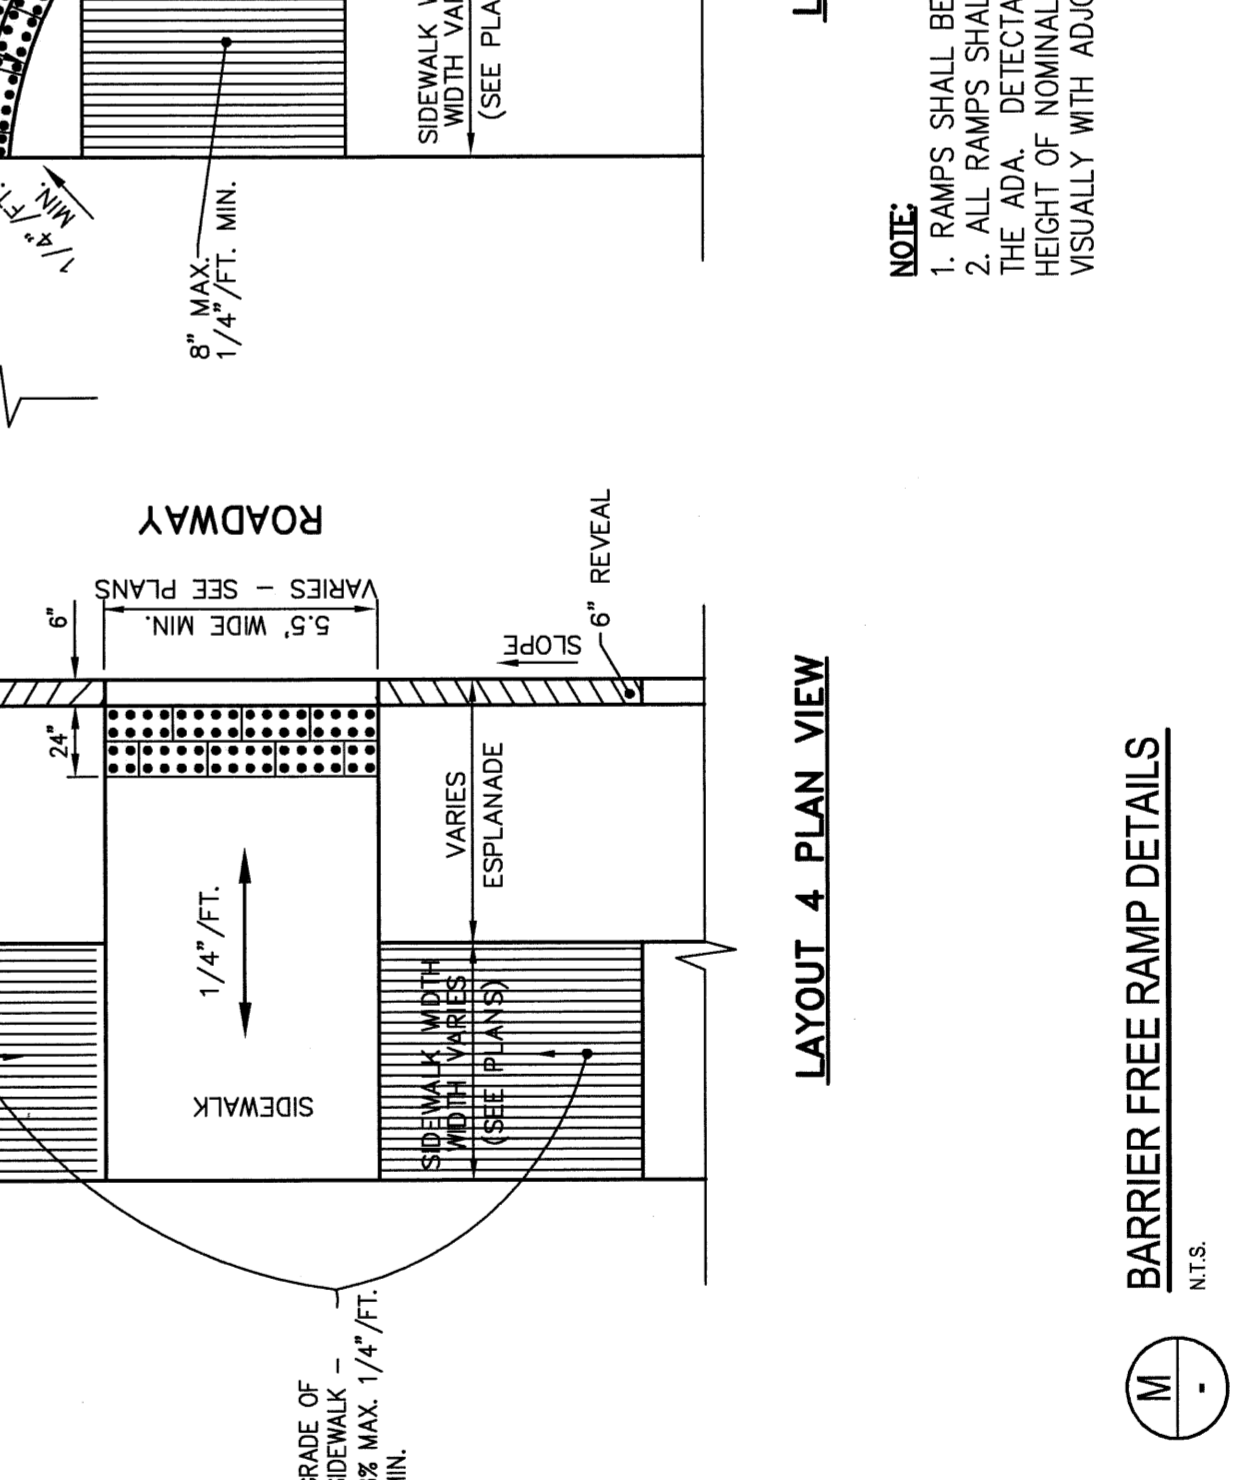 ROADWAY
VARIES – SEE PLANS
5.5' WIDE MIN.
6"
24"
SLOPE
6" REVEAL
1/4"/FT.
VARIES
ESPLANADE
SIDEWALK
SIDEWALK WIDTH
WIDTH VARIES
(SEE PLANS)
GRADE OF
SIDEWALK –
% MAX. 1/4"/FT.
MIN.
LAYOUT 4 PLAN VIEW
1/4"/FT.
MIN.
8" MAX.
1/4"/FT. MIN.
SIDEWALK
WIDTH
(SEE
L
NOTE:
1. RAMPS SHALL BE
2. ALL RAMPS SHAL
THE ADA. DETECTA
HEIGHT OF NOMINAL
VISUALLY WITH ADJO
M
-
BARRIER FREE RAMP DETAILS
N.T.S.